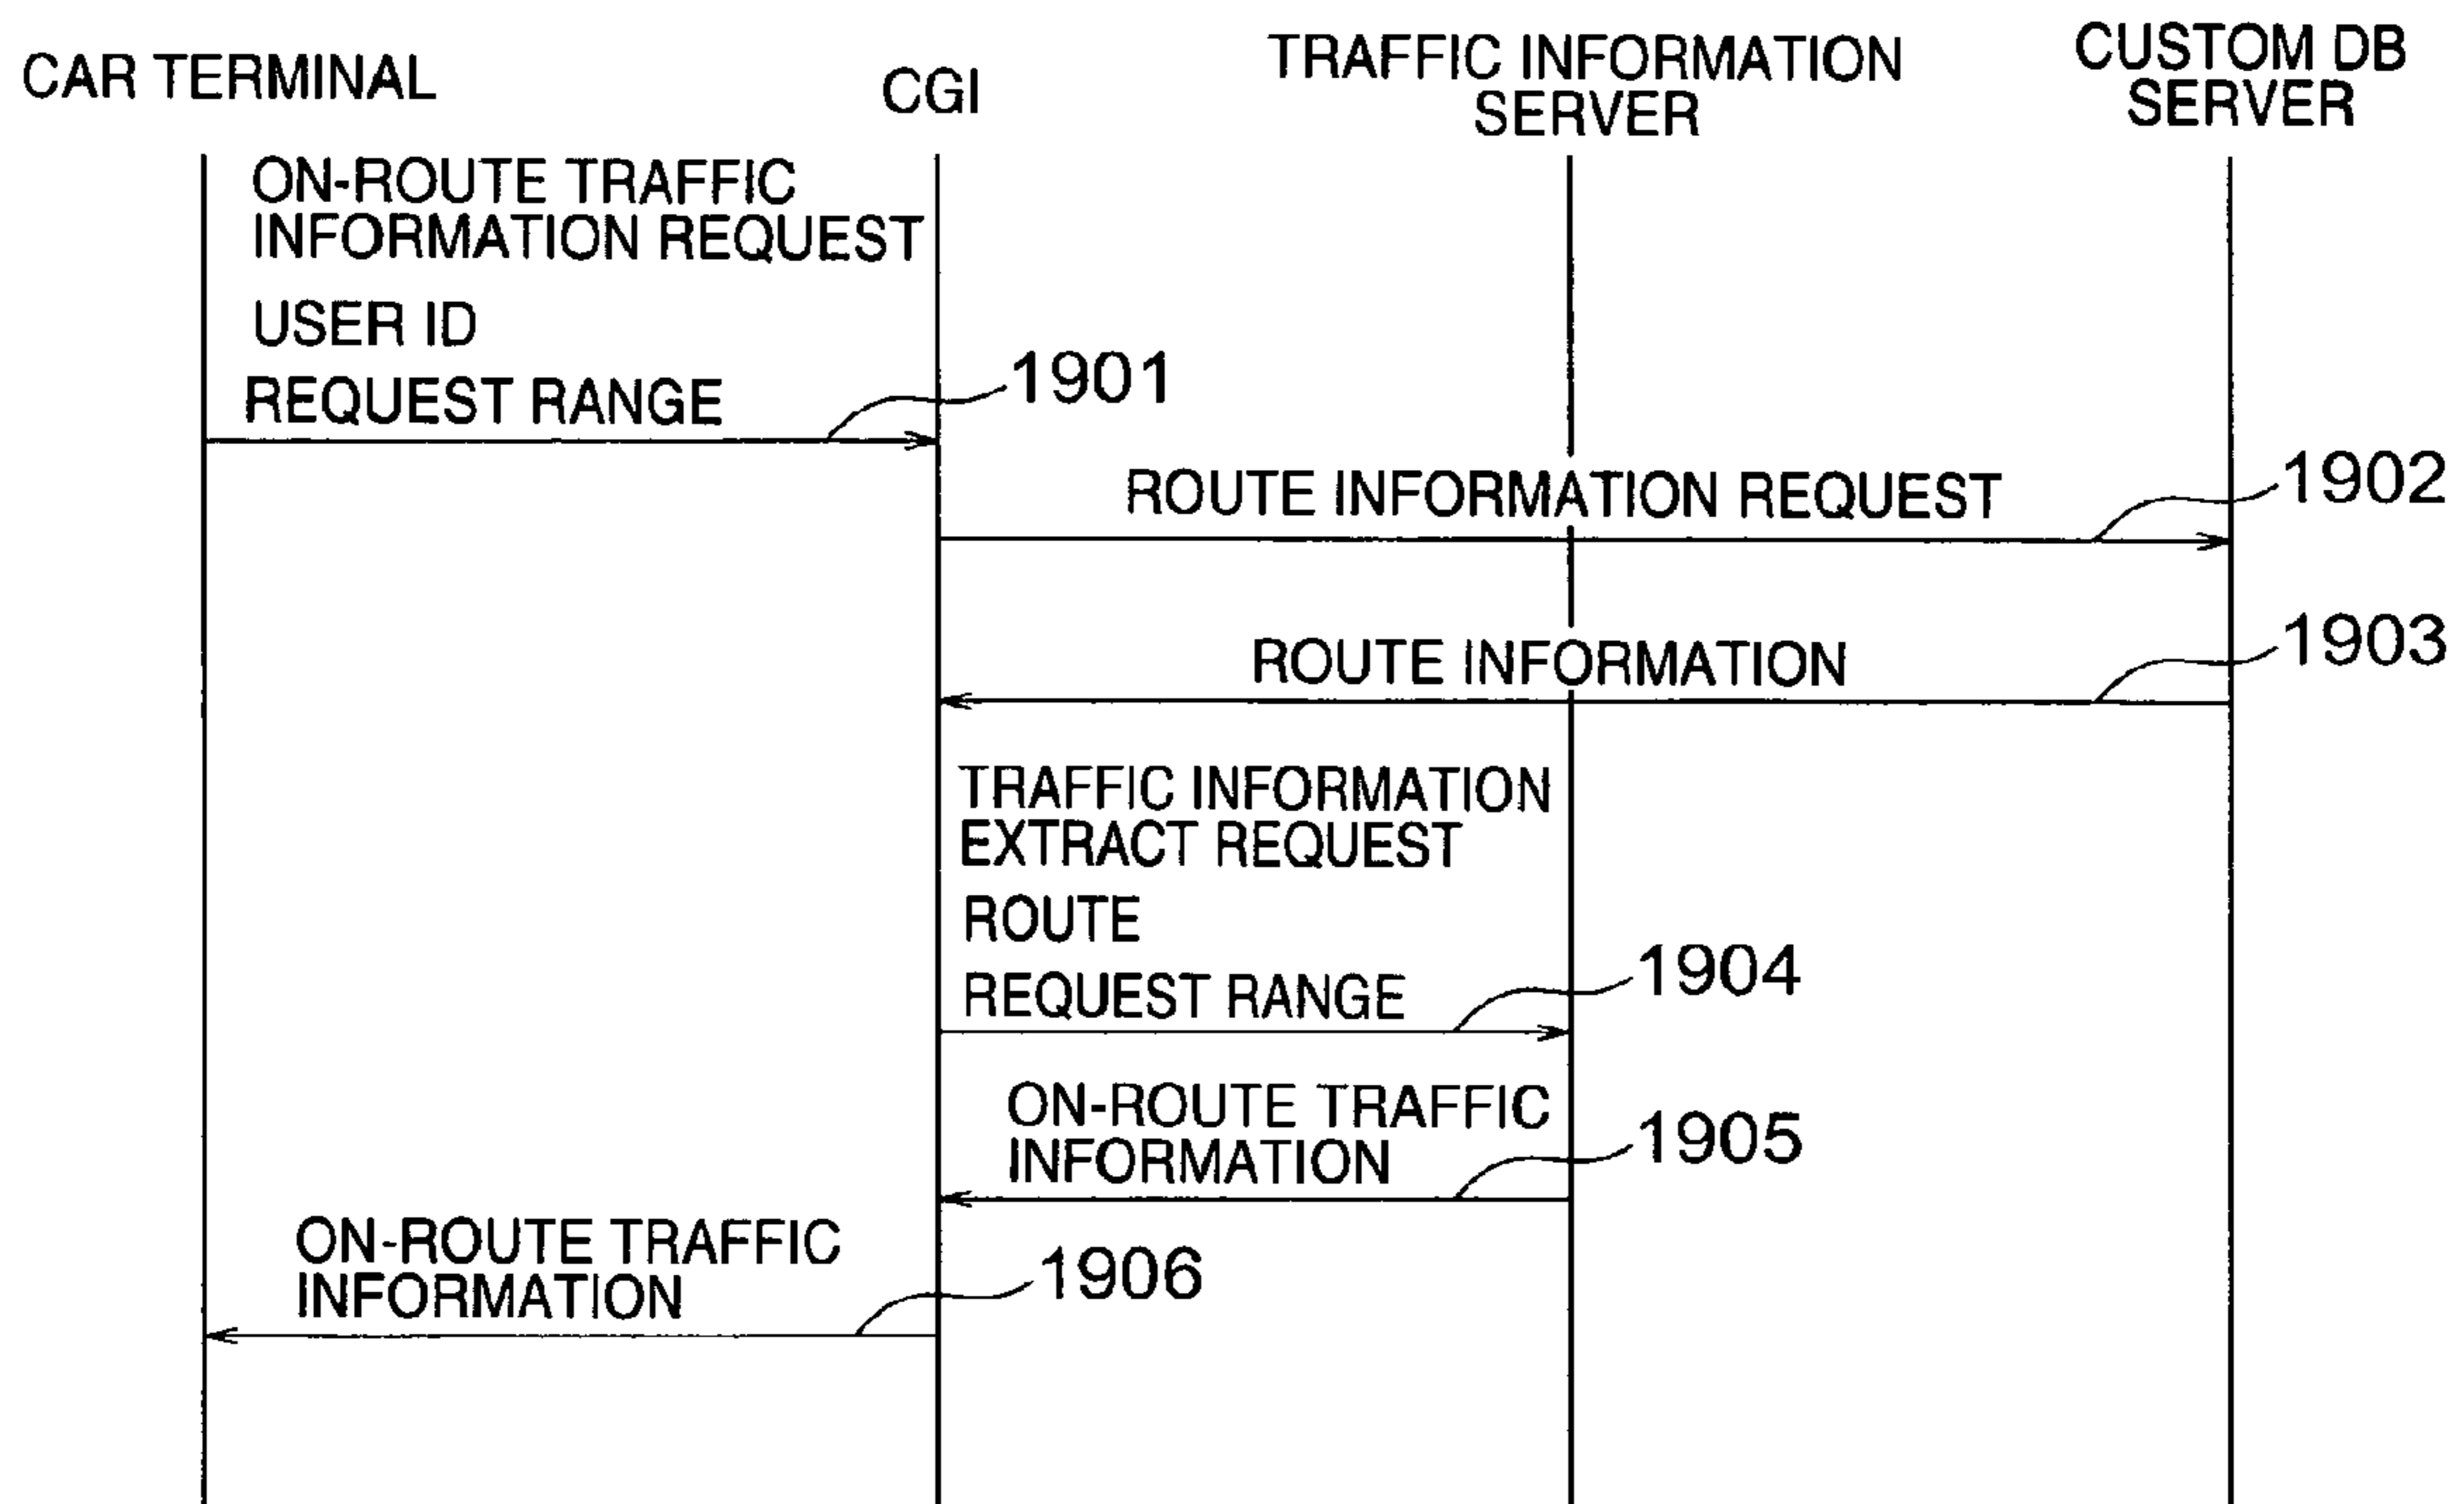 CAR TERMINAL
CGI
TRAFFIC INFORMATION
SERVER
CUSTOM DB
SERVER
ON-ROUTE TRAFFIC
INFORMATION REQUEST
USER ID
REQUEST RANGE
1901
ROUTE INFORMATION REQUEST
1902
ROUTE INFORMATION
1903
TRAFFIC INFORMATION
EXTRACT REQUEST
ROUTE
REQUEST RANGE
1904
ON-ROUTE TRAFFIC
INFORMATION
1905
ON-ROUTE TRAFFIC
INFORMATION
1906